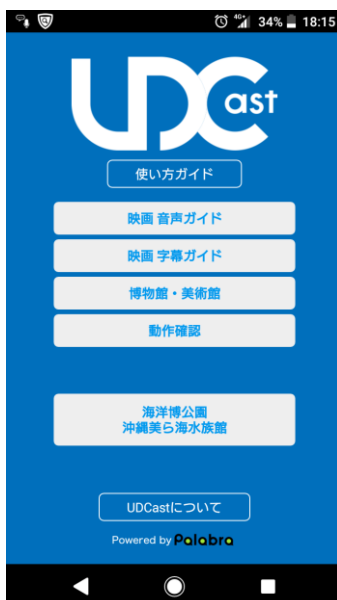 4G+ 34% 18:15
UDCast
使い方ガイド
映画 音声ガイド
映画 字幕ガイド
博物館・美術館
動作確認
海洋博公園
沖縄美ら海水族館
UDCastについて
Powered by Palabra